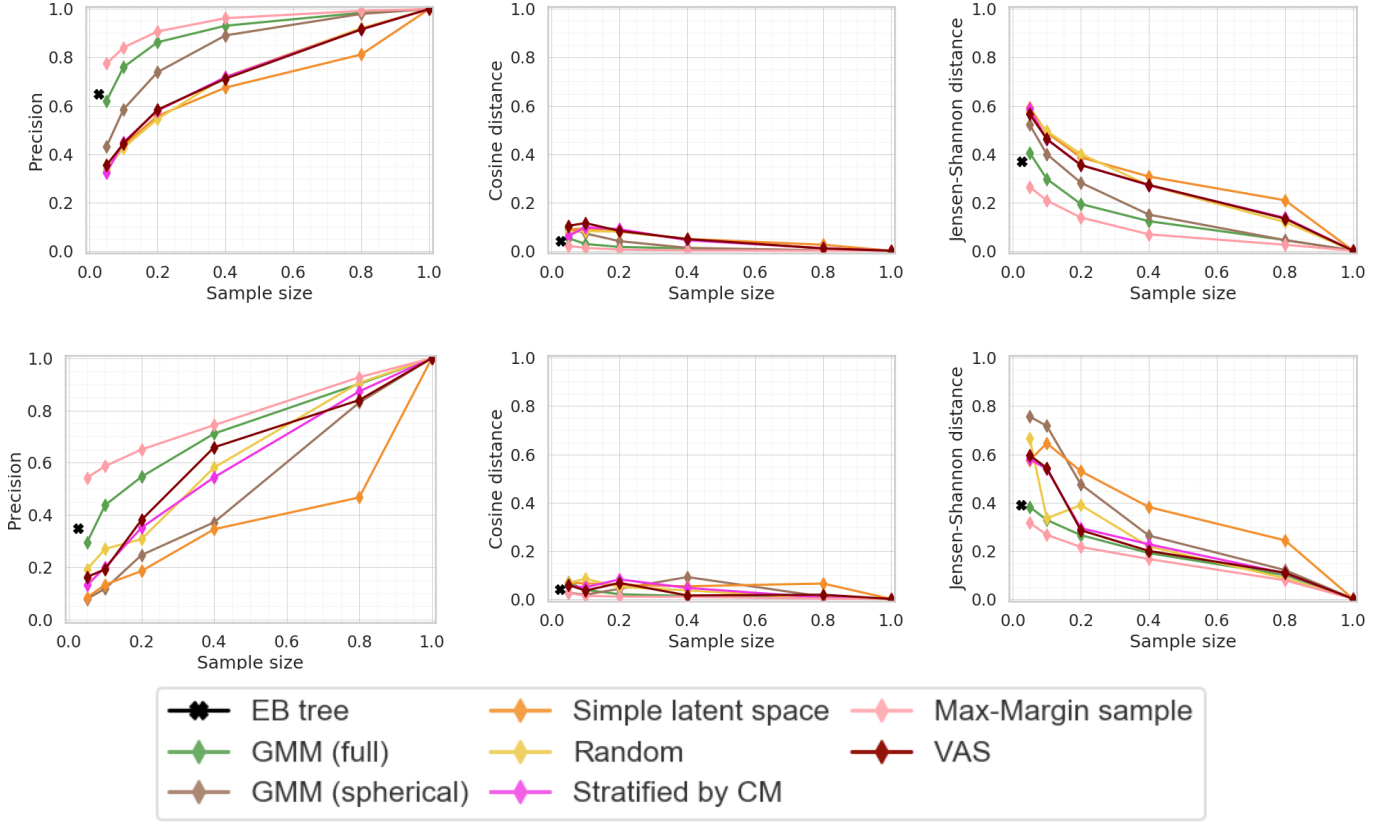 1.0
0.8
0.6
0.4
0.2
0.0
Precision
0.0 0.2 0.4 0.6 0.8 1.0
Sample size
1.0
0.8
0.6
0.4
0.2
0.0
Cosine distance
0.0 0.2 0.4 0.6 0.8 1.0
Sample size
1.0
0.8
0.6
0.4
0.2
0.0
Jensen-Shannon distance
0.0 0.2 0.4 0.6 0.8 1.0
Sample size
1.0
0.8
0.6
0.4
0.2
0.0
Precision
0.0 0.2 0.4 0.6 0.8 1.0
Sample size
1.0
0.8
0.6
0.4
0.2
0.0
Cosine distance
0.0 0.2 0.4 0.6 0.8 1.0
Sample size
1.0
0.8
0.6
0.4
0.2
0.0
Jensen-Shannon distance
0.0 0.2 0.4 0.6 0.8 1.0
Sample size
EB tree
GMM (full)
GMM (spherical)
Simple latent space
Random
Stratified by CM
Max-Margin sample
VAS